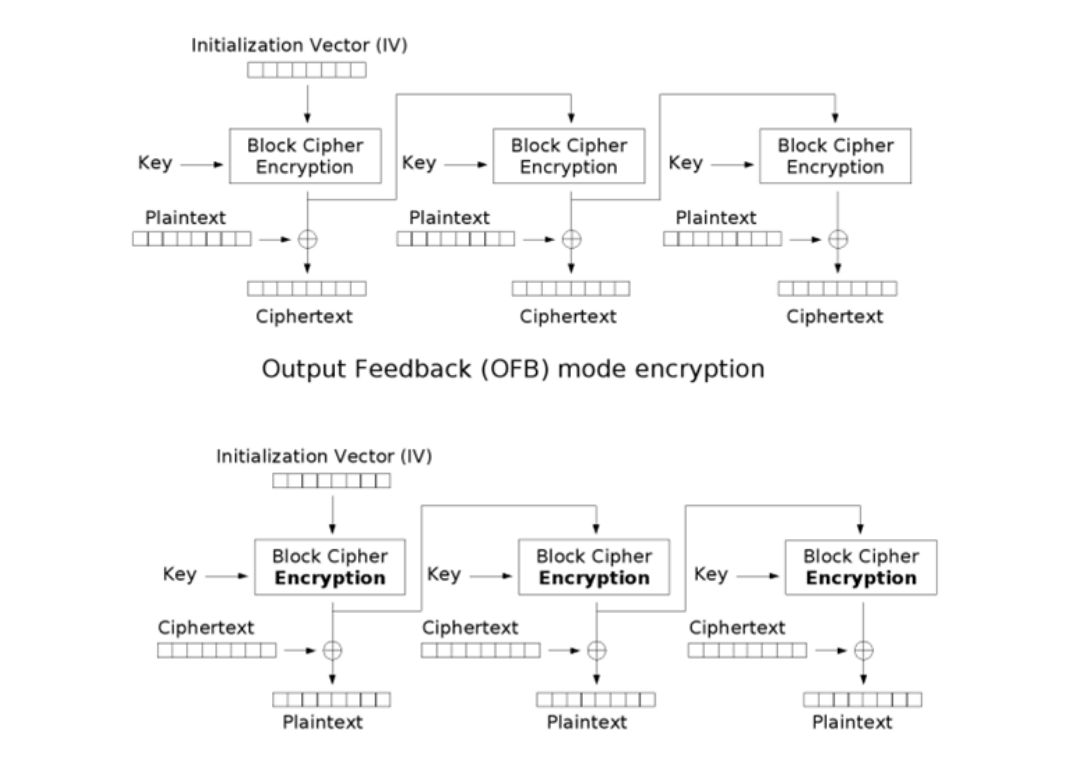 Initialization Vector (IV)
Block Cipher
Encryption
Block Cipher
Encryption
Block Cipher
Encryption
Key
Key
Key
Plaintext
Plaintext
Plaintext
Ciphertext
Ciphertext
Ciphertext
Output Feedback (OFB) mode encryption
Initialization Vector (IV)
Block Cipher
Encryption
Block Cipher
Encryption
Block Cipher
Encryption
Key
Key
Key
Ciphertext
Ciphertext
Ciphertext
Plaintext
Plaintext
Plaintext